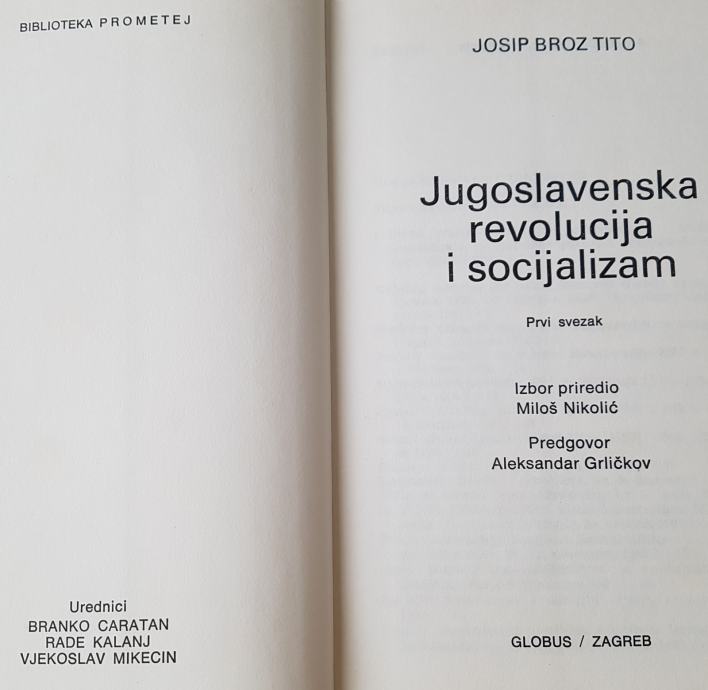 BIBLIOTEKA PROMETEJ
Urednici
BRANKO CARATAN
RADE KALANJ
VJEKOSLAV MIKECIN
JOSIP BROZ TITO
Jugoslavenska
revolucija
i socijalizam
Prvi svezak
Izbor priredio
Miloš Nikolić
Predgovor
Aleksandar Grličkov
GLOBUS / ZAGREB